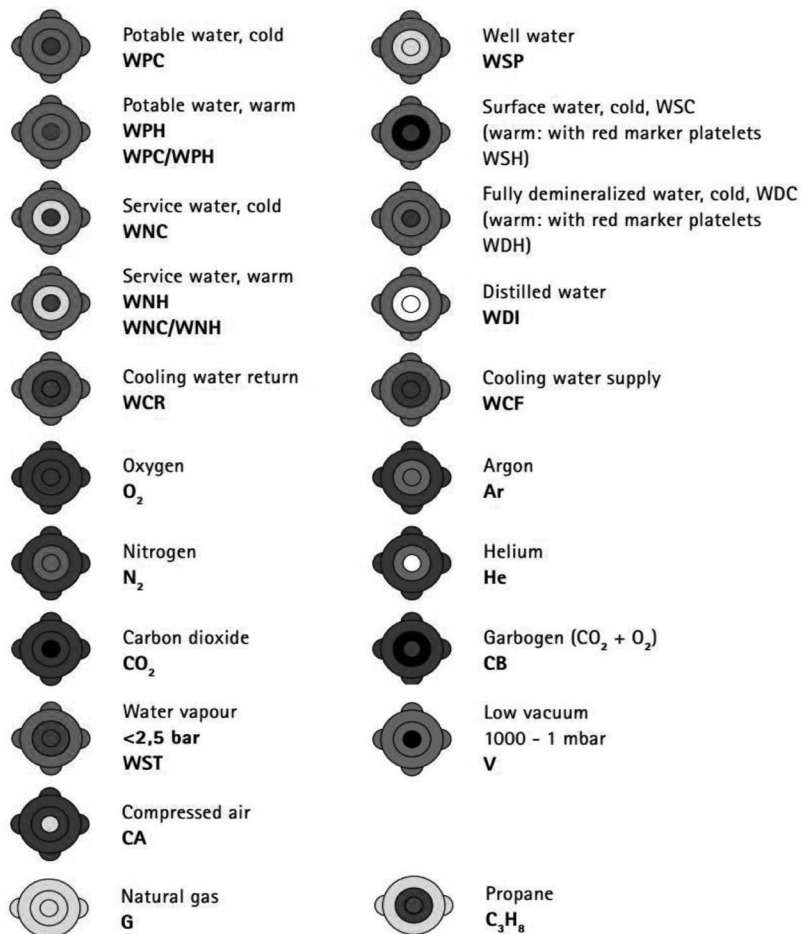 Potable water, cold
WPC
Well water
WSP
Potable water, warm
WPH
WPC/WPH
Surface water, cold, WSC
(warm: with red marker platelets
WSH)
Service water, cold
WNC
Fully demineralized water, cold, WDC
(warm: with red marker platelets
WDH)
Service water, warm
WNH
WNC/WNH
Distilled water
WDI
Cooling water return
WCR
Cooling water supply
WCF
Oxygen
O₂
Argon
Ar
Nitrogen
N₂
Helium
He
Carbon dioxide
CO₂
Garbogen (CO₂ + O₂)
CB
Water vapour
<2,5 bar
WST
Low vacuum
1000 - 1 mbar
V
Compressed air
CA
Natural gas
G
Propane
C₃H₈